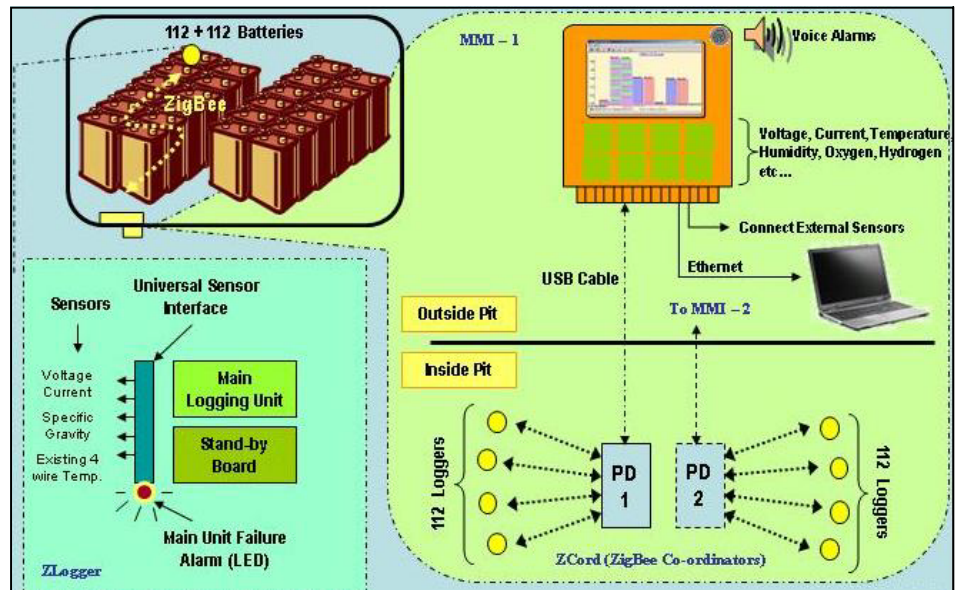 112 + 112 Batteries
ZigBee
MMI – 1
Voice Alarms
Voltage, Current, Temperature,
Humidity, Oxygen, Hydrogen
etc...
Connect External Sensors
Ethernet
USB Cable
To MMI – 2
Outside Pit
Inside Pit
Universal Sensor
Interface
Sensors
Voltage
Current
Specific
Gravity
Existing 4
wire Temp.
Main
Logging Unit
Stand-by
Board
Main Unit Failure
Alarm (LED)
ZLogger
112 Loggers
PD
1
PD
2
112 Loggers
ZCord (ZigBee Co-ordinators)